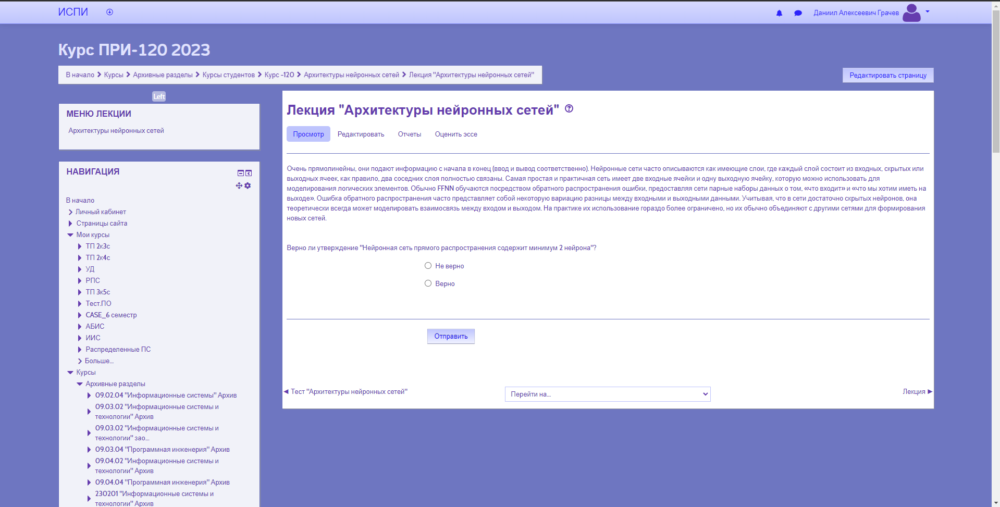 ИСПИ
Даниил Алексеевич Грачев
Курс ПРИ-120 2023
В начало Курсы Архивные разделы Курсы студентов Курс -120 Архитектуры нейронных сетей Лекция "Архитектуры нейронных сетей"
Редактировать страницу
Left
МЕНЮ ЛЕКЦИИ
Архитектуры нейронных сетей
НАВИГАЦИЯ
В начало
Личный кабинет
Страницы сайта
Мои курсы
ТП 2к3с
ТП 2к4с
УД
РПС
ТП 3к5с
Тест.ПО
CASE_6 семестр
АБИС
ИИС
Распределенные ПС
Больше...
Курсы
Архивные разделы
09.02.04 "Информационные системы" Архив
09.03.02 "Информационные системы и
технологии" Архив
09.03.02 "Информационные системы и
технологии" зао...
09.03.04 "Программная инженерия" Архив
09.04.02 "Информационные системы и
технологии" Архив
09.04.04 "Программная инженерия" Архив
230201 "Информационные системы и
технологии" Архив
Лекция "Архитектуры нейронных сетей"
Просмотр Редактировать Отчеты Оценить эссе
Очень прямолинейны, они подают информацию с начала в конец (ввод и вывод соответственно). Нейронные сети часто описываются как имеющие слои, где каждый слой состоит из входных, скрытых или
выходных ячеек, как правило, два соседних слоя полностью связаны. Самая простая и практичная сеть имеет две входные ячейки и одну выходную ячейку, которую можно использовать для
моделирования логических элементов. Обычно FFNN обучаются посредством обратного распространения ошибки, предоставляя сети парные наборы данных о том, «что входит» и «что мы хотим иметь на
выходе». Ошибка обратного распространения часто представляет собой некоторую вариацию разницы между входными и выходными данными. Учитывая, что в сети достаточно скрытых нейронов, она
теоретически всегда может моделировать взаимосвязь между входом и выходом. На практике их использование гораздо более ограничено, но их обычно объединяют с другими сетями для формирования
новых сетей.
Верно ли утверждение "Нейронная сеть прямого распространения содержит минимум 2 нейрона"?
Не верно
Верно
Отправить
◄ Тест "Архитектуры нейронных сетей"
Перейти на...
Лекция ►